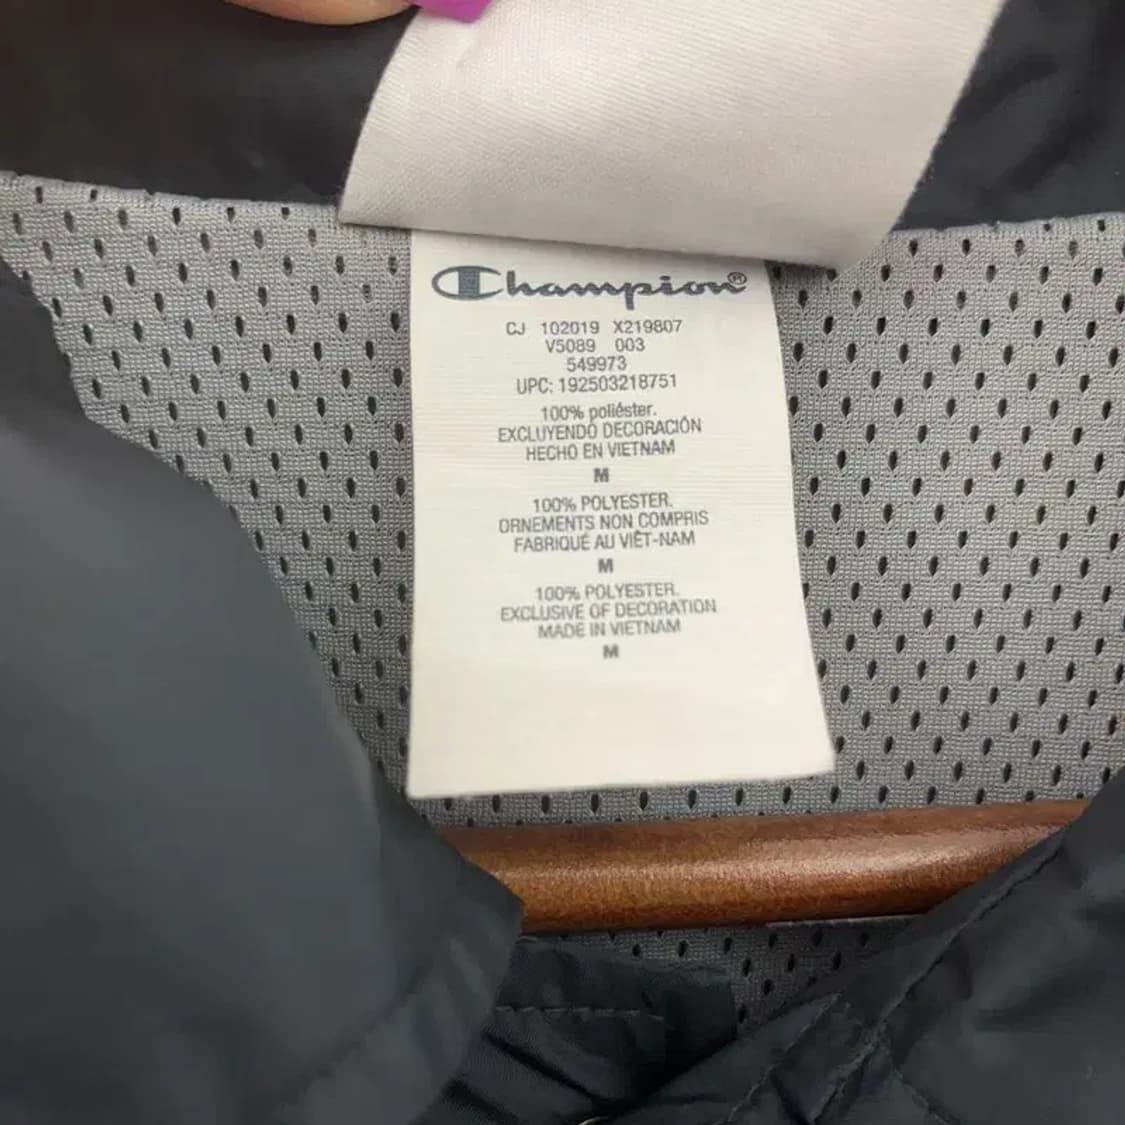 Champion®
CJ 102019 X219807
V5089 003
549973
UPC: 192503218751
100% poliéster.
EXCLUYENDO DECORACIÓN
HECHO EN VIETNAM
M
100% POLYESTER.
ORNEMENTS NON COMPRIS
FABRIQUÉ AU VIÊT-NAM
M
100% POLYESTER.
EXCLUSIVE OF DECORATION
MADE IN VIETNAM
M